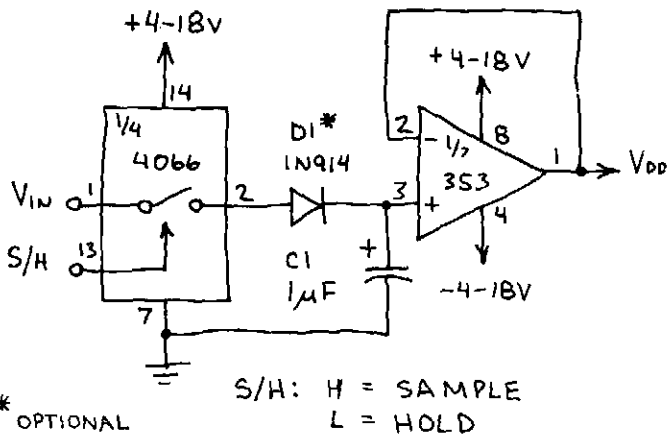 +4-18V
14
1/4
4066
VIN
1
2
S/H
13
7
D1*
1N914
C1
1µF
+
+4-18V
2
-
1/2
8
353
3
+
4
1
VDD
-4-18V
* OPTIONAL
S/H: H = SAMPLE
L = HOLD